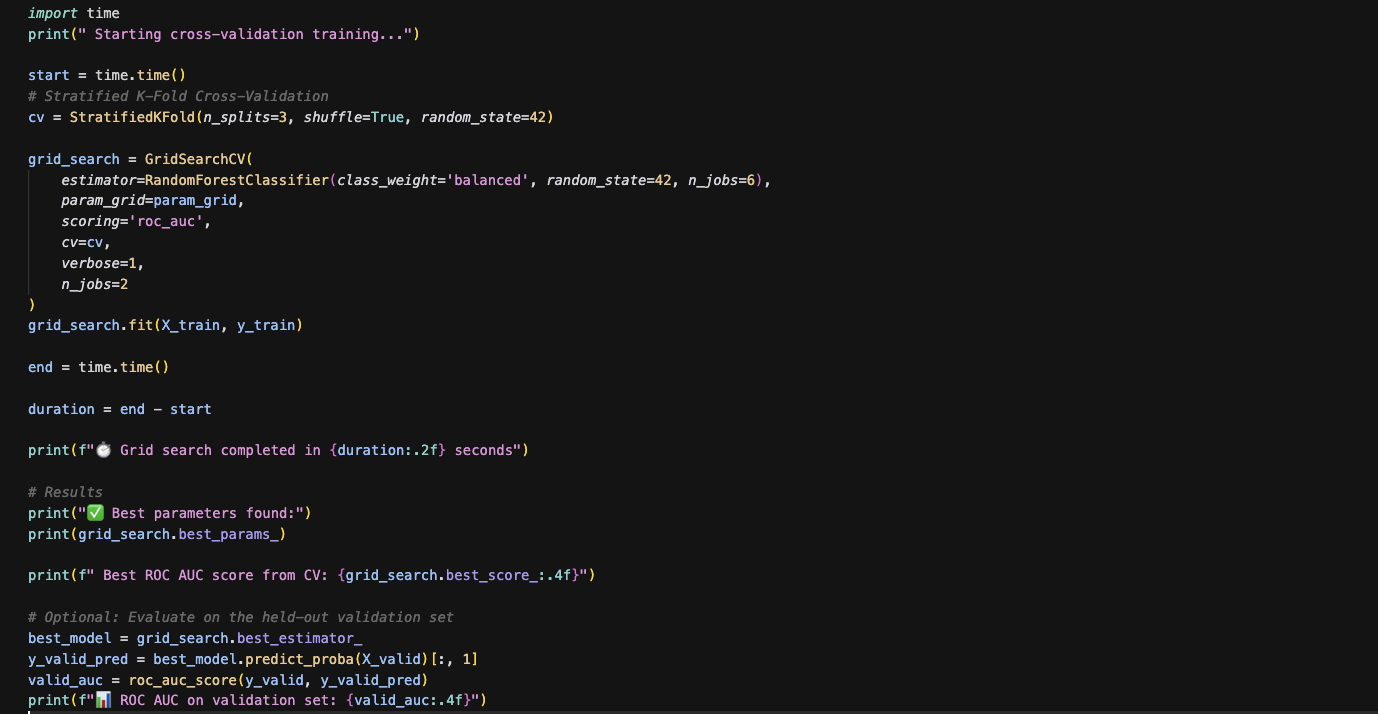 import time
print(" Starting cross-validation training...")
start = time.time()
# Stratified K-Fold Cross-Validation
cv = StratifiedKFold(n_splits=3, shuffle=True, random_state=42)
grid_search = GridSearchCV(
    estimator=RandomForestClassifier(class_weight='balanced', random_state=42, n_jobs=6),
    param_grid=param_grid,
    scoring='roc_auc',
    cv=cv,
    verbose=1,
    n_jobs=2
)
grid_search.fit(X_train, y_train)
end = time.time()
duration = end - start
print(f"⏱️ Grid search completed in {duration:.2f} seconds")
# Results
print("✅ Best parameters found:")
print(grid_search.best_params_)
print(f" Best ROC AUC score from CV: {grid_search.best_score_:.4f}")
# Optional: Evaluate on the held-out validation set
best_model = grid_search.best_estimator_
y_valid_pred = best_model.predict_proba(X_valid)[:, 1]
valid_auc = roc_auc_score(y_valid, y_valid_pred)
print(f"📊 ROC AUC on validation set: {valid_auc:.4f}")